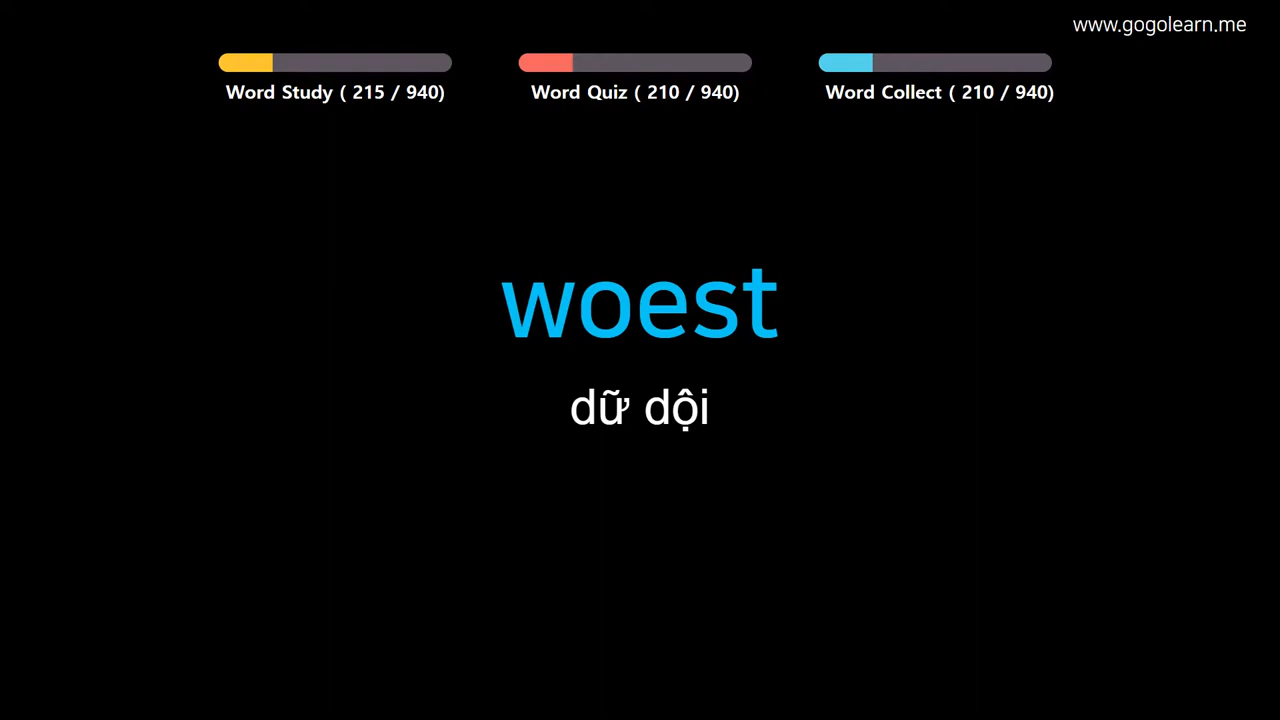 www.gogolearn.me
Word Study ( 215 / 940)
Word Quiz ( 210 / 940)
Word Collect ( 210 / 940)
woest
dữ dội